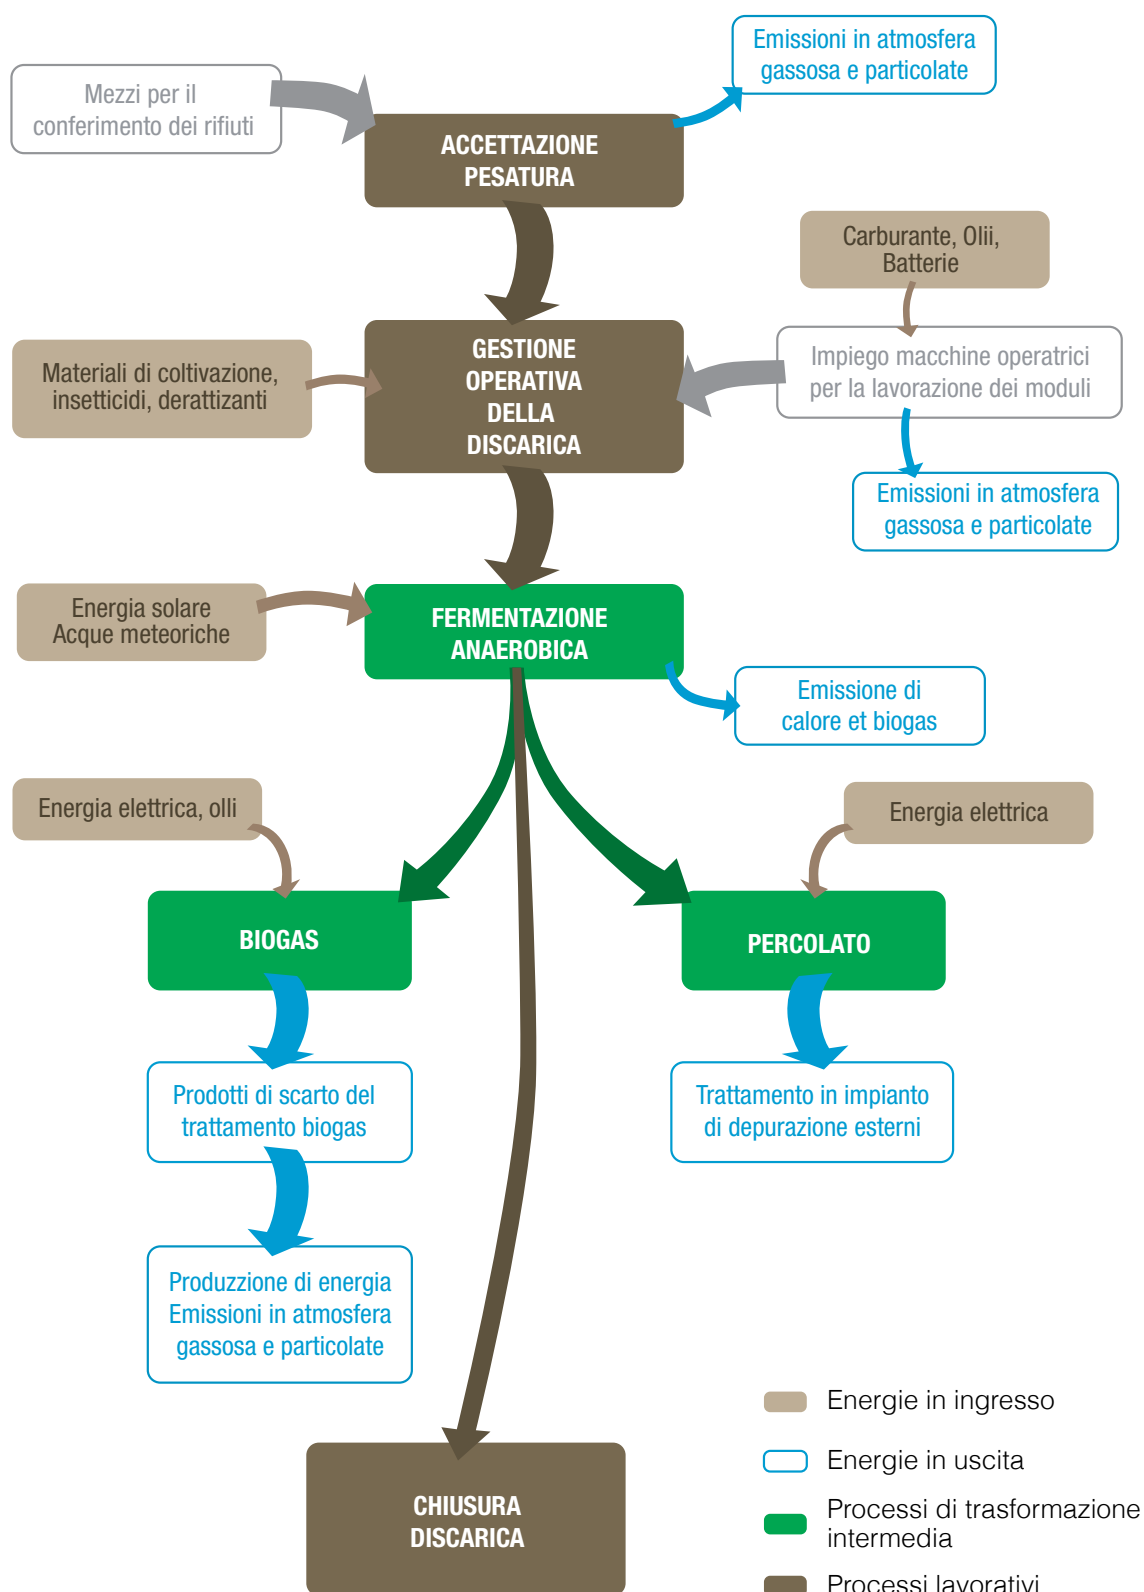 Emissioni in atmosfera
gassosa e particolate
Mezzi per il
conferimento dei rifiuti
ACCETTAZIONE
PESATURA
Carburante, Olii,
Batterie
GESTIONE
OPERATIVA
DELLA
DISCARICA
Impiego macchine operatrici
per la lavorazione dei moduli
Materiali di coltivazione,
insetticidi, derattizanti
Emissioni in atmosfera
gassosa e particolate
Energia solare
Acque meteoriche
FERMENTAZIONE
ANAEROBICA
Emissione di
calore et biogas
Energia elettrica, olli
Energia elettrica
BIOGAS
PERCOLATO
Prodotti di scarto del
trattamento biogas
Trattamento in impianto
di depurazione esterni
Produzzione di energia
Emissioni in atmosfera
gassosa e particolate
CHIUSURA
DISCARICA
Energie in ingresso
Energie in uscita
Processi di trasformazione
intermedia
Processi lavorativi